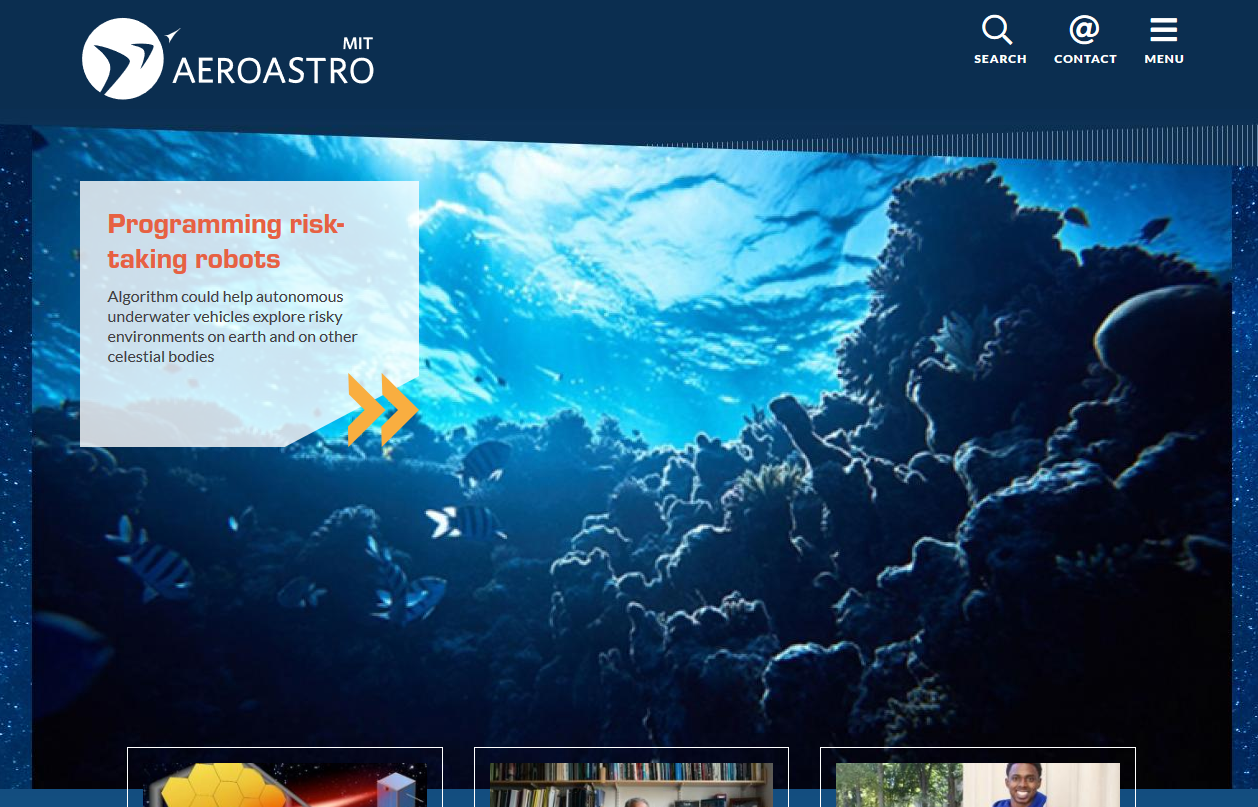 MIT
AEROASTRO
SEARCH
CONTACT
MENU
Programming risk-
taking robots
Algorithm could help autonomous
underwater vehicles explore risky
environments on earth and on other
celestial bodies